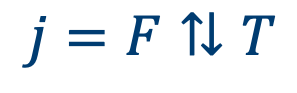 j = F ⇅ T